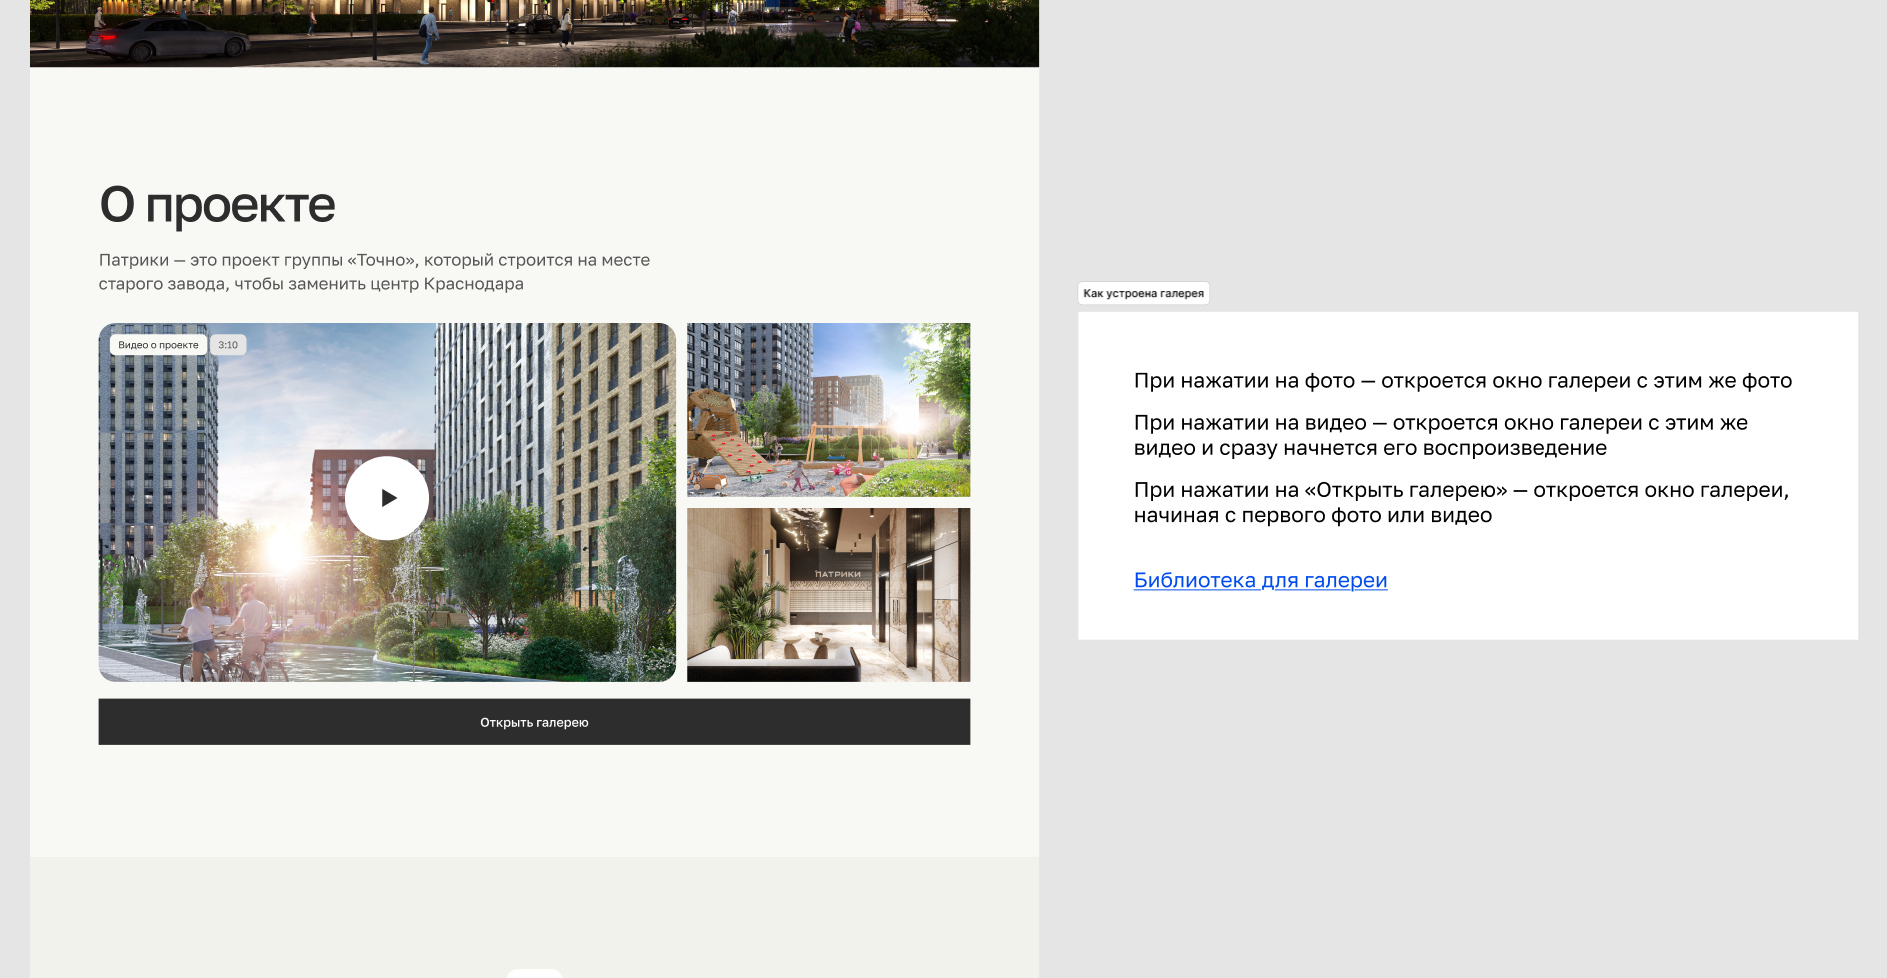 О проекте
Патрики — это проект группы «Точно», который строится на месте
старого завода, чтобы заменить центр Краснодара
Видео о проекте 3:10
ПАТРИКИ
Открыть галерею
Как устроена галерея
При нажатии на фото — откроется окно галереи с этим же фото
При нажатии на видео — откроется окно галереи с этим же
видео и сразу начнется его воспроизведение
При нажатии на «Открыть галерею» — откроется окно галереи,
начиная с первого фото или видео
Библиотека для галереи